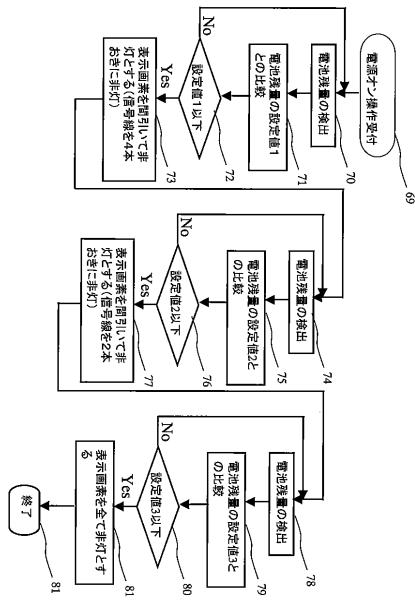 電源オン操作受付
69
電池残量の検出
70
電池残量の設定値1
との比較
71
設定値1以下
72
No
Yes
表示画素を間引いて非
灯とする(信号線を4本
おきに非灯)
73
電池残量の検出
74
電池残量の設定値2と
の比較
75
設定値2以下
76
No
Yes
表示画素を間引いて非
灯とする(信号線を2本
おきに非灯)
77
電池残量の検出
78
電池残量の設定値3と
の比較
79
設定値3以下
80
No
Yes
表示画素を全て非灯とす
る
81
終了
81